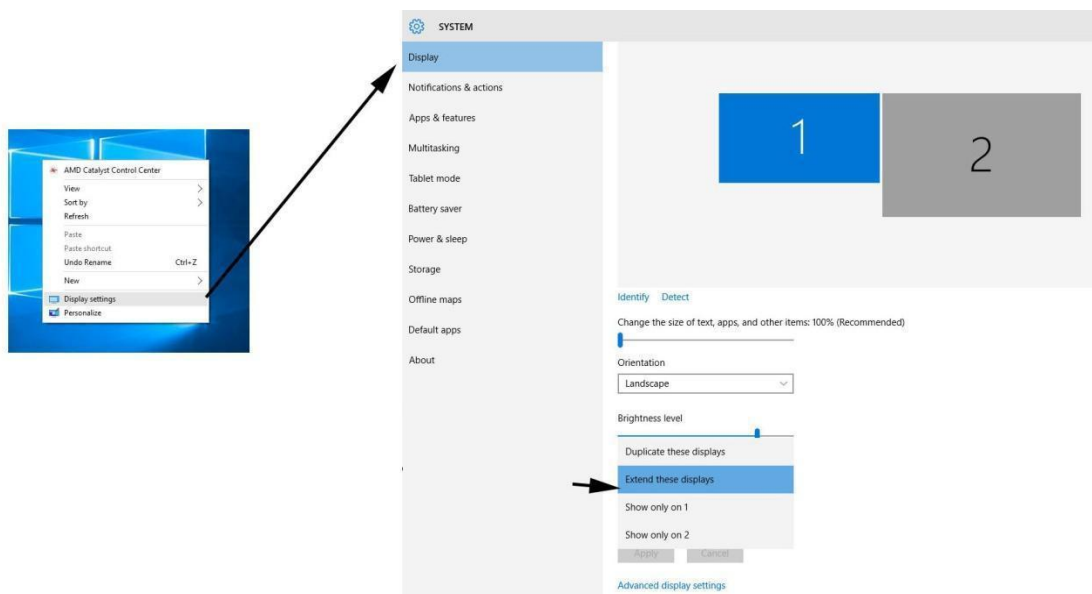 AMD Catalyst Control Center
View
Sort by
Refresh
Paste
Paste shortcut
Undo Rename Ctrl+Z
New
Display settings
Personalize
SYSTEM
Display
Notifications & actions
Apps & features
Multitasking
Tablet mode
Battery saver
Power & sleep
Storage
Offline maps
Default apps
About
1
2
Identify Detect
Change the size of text, apps, and other items: 100% (Recommended)
Orientation
Landscape
Brightness level
Duplicate these displays
Extend these displays
Show only on 1
Show only on 2
Apply Cancel
Advanced display settings